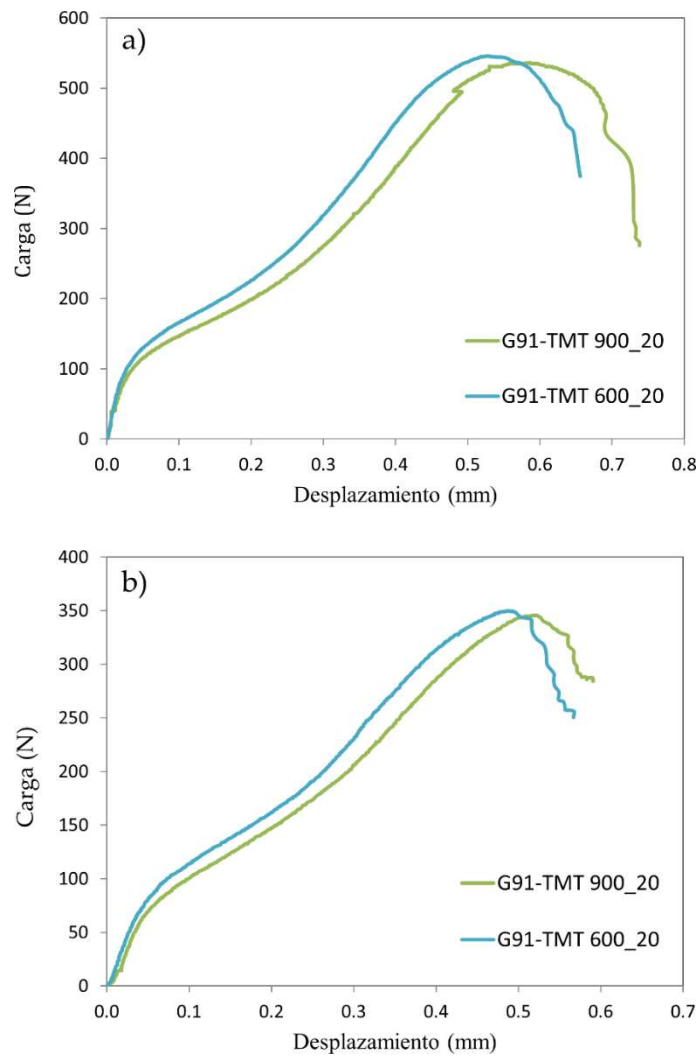 a)
600
500
400
300
200
100
0
Carga (N)
G91-TMT 900_20
G91-TMT 600_20
0.0 0.1 0.2 0.3 0.4 0.5 0.6 0.7 0.8
Desplazamiento (mm)
b)
400
350
300
250
200
150
100
50
0
Carga (N)
G91-TMT 900_20
G91-TMT 600_20
0.0 0.1 0.2 0.3 0.4 0.5 0.6 0.7
Desplazamiento (mm)